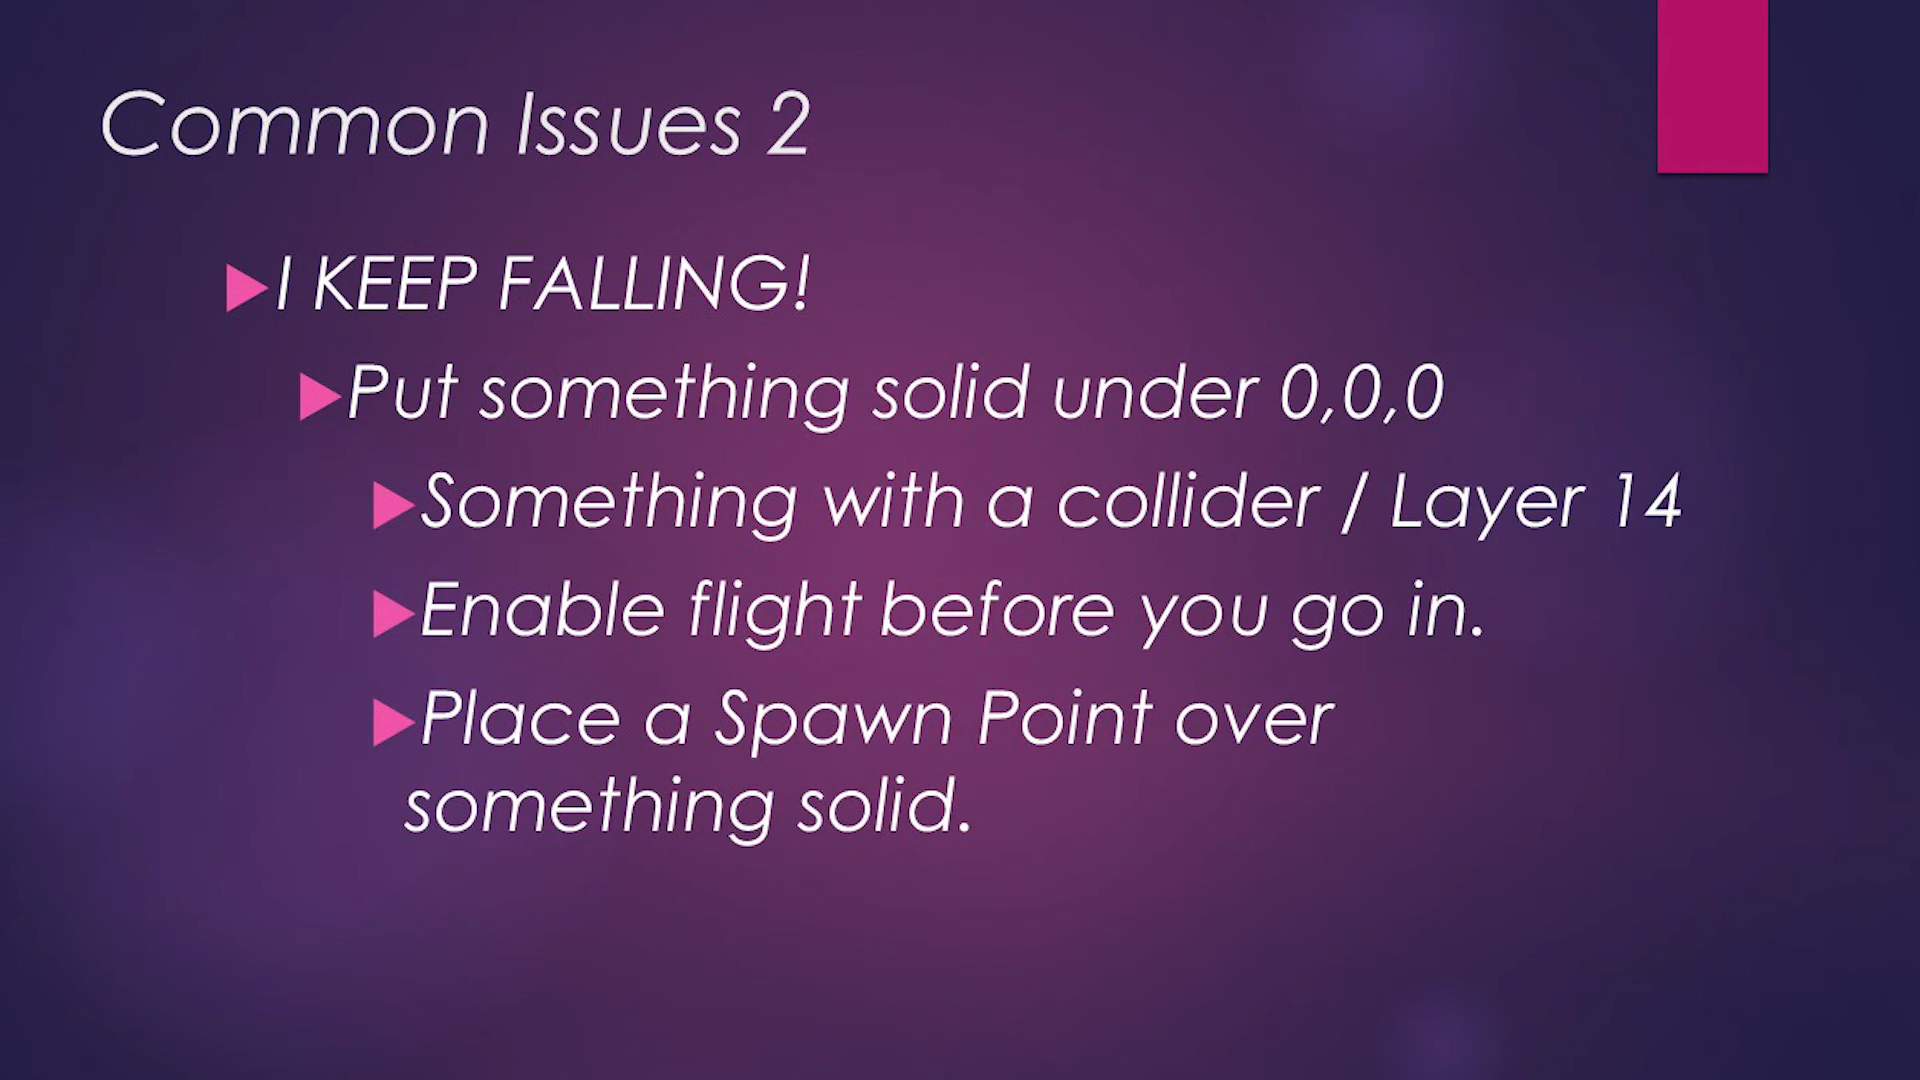 Common Issues 2
I KEEP FALLING!
Put something solid under 0,0,0
Something with a collider / Layer 14
Enable flight before you go in.
Place a Spawn Point over
something solid.